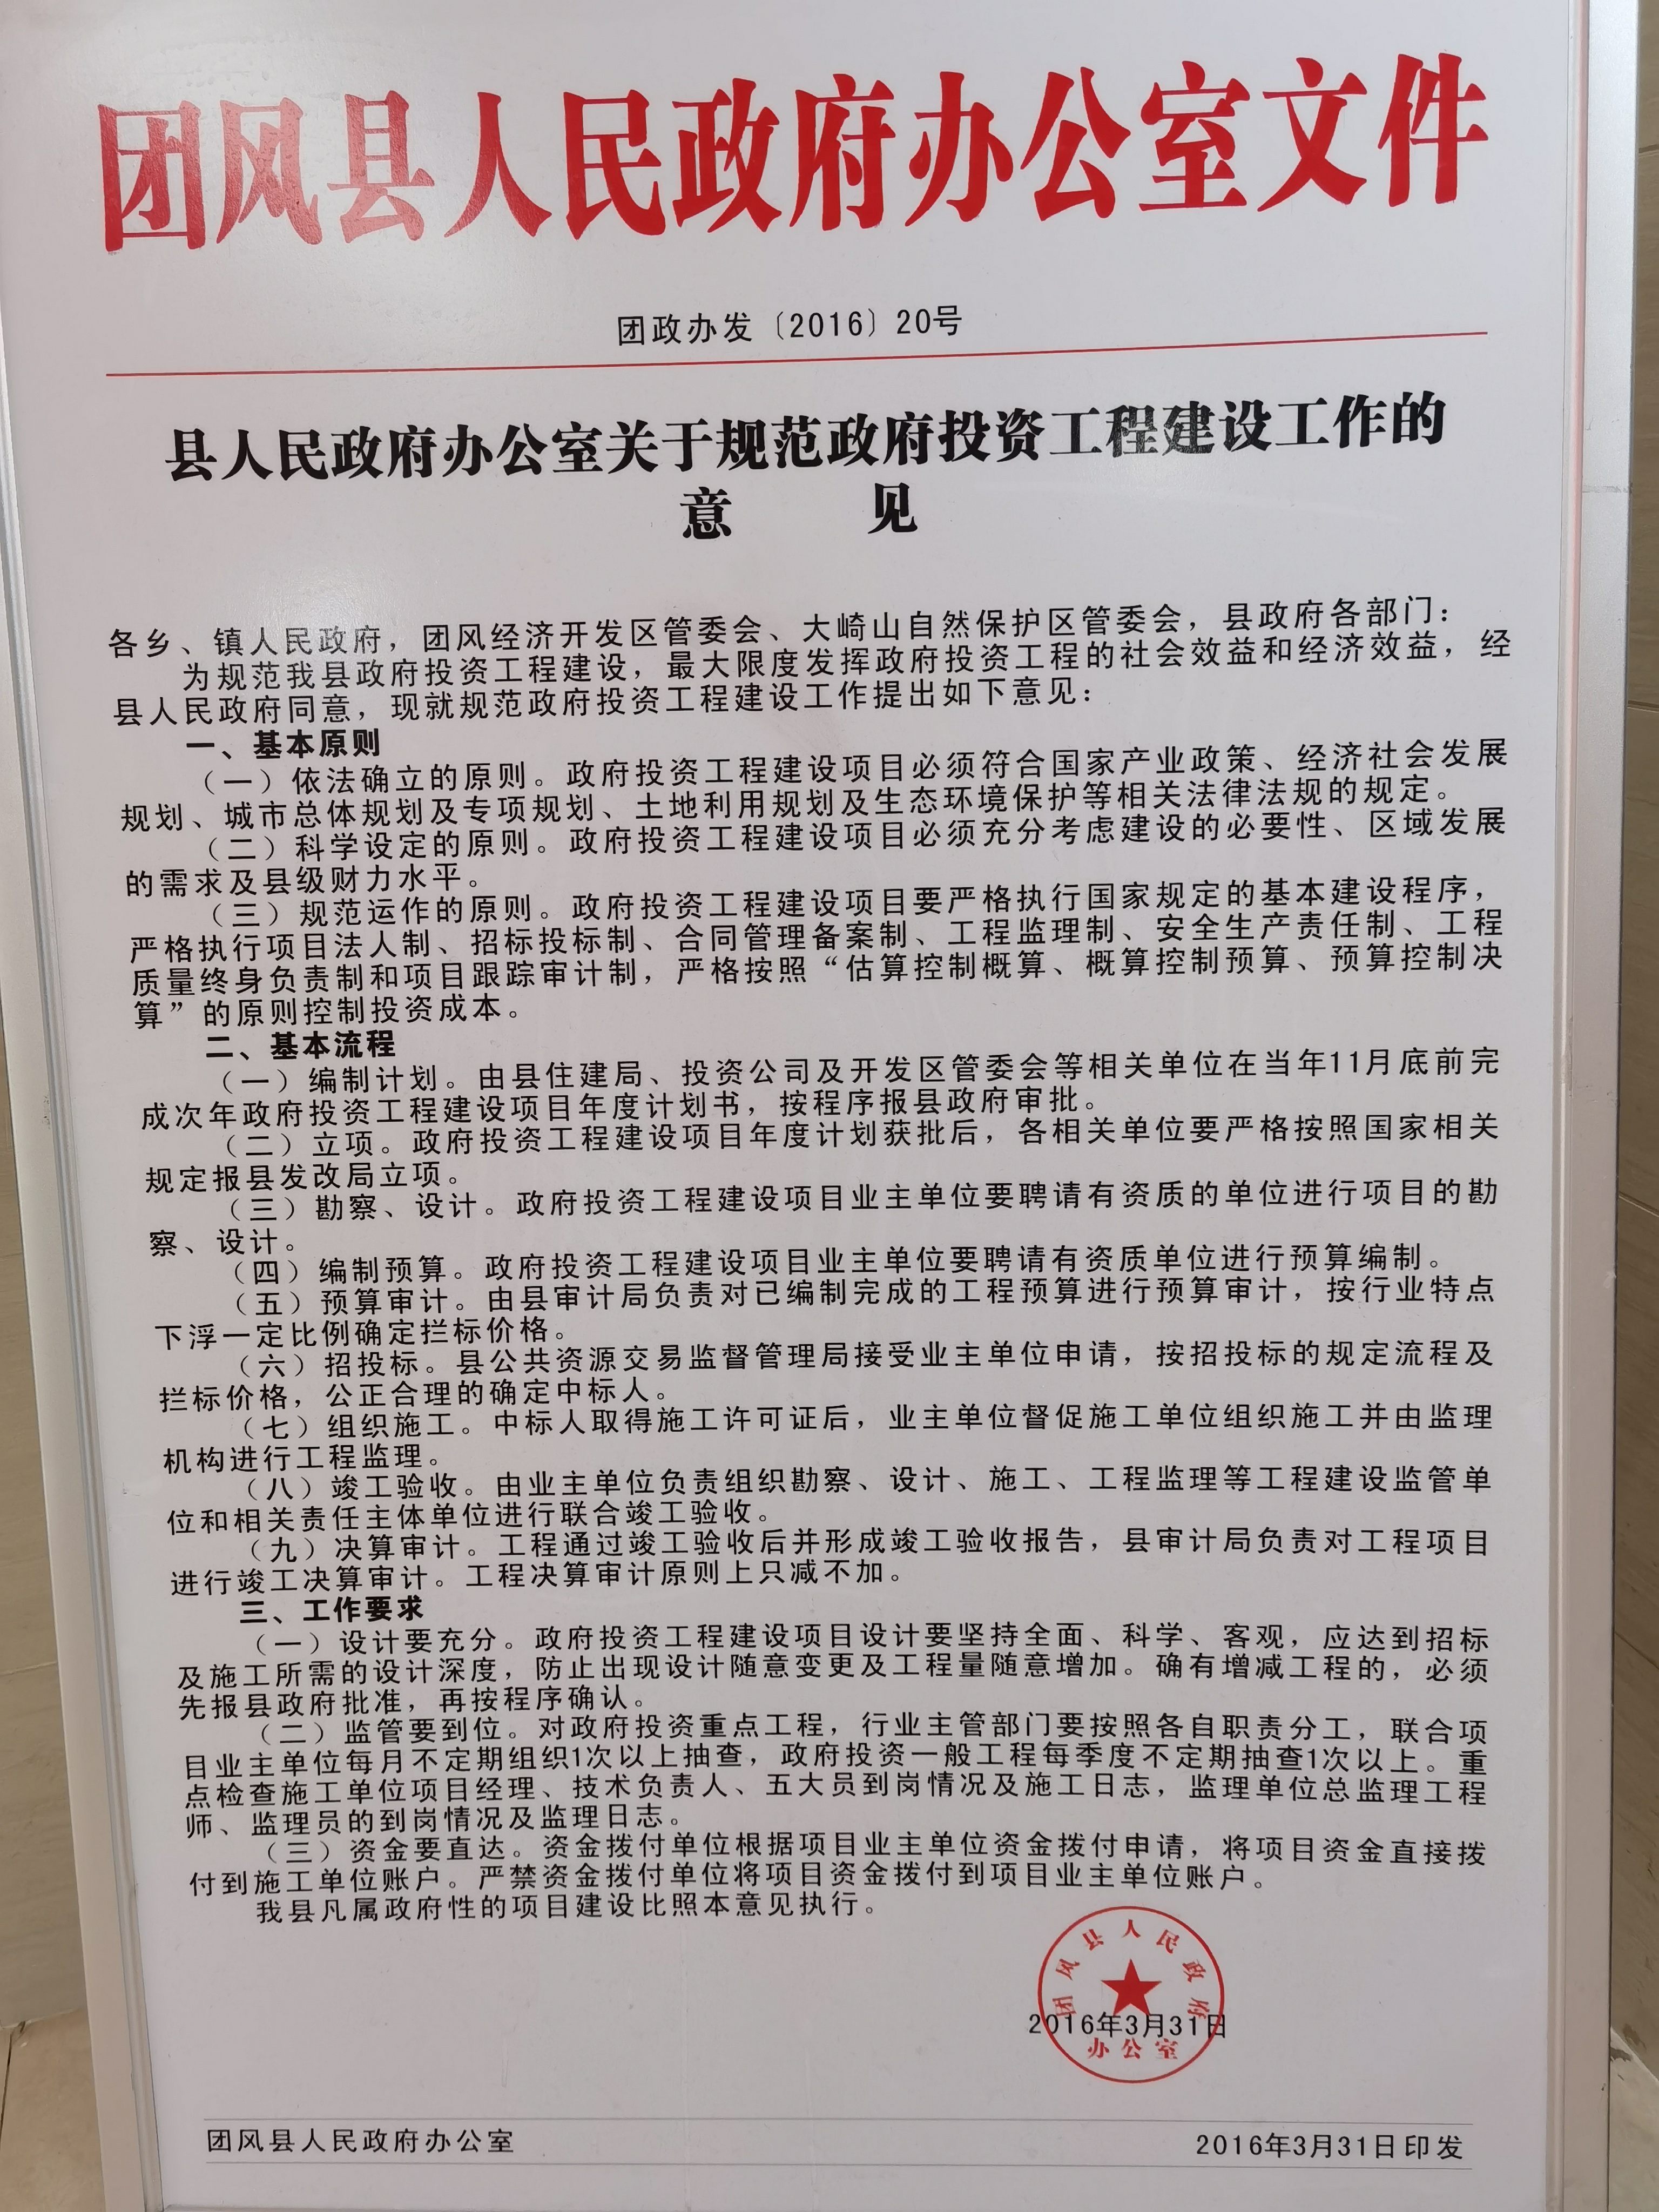 团风县人民政府办公室文件
团政办发〔2016〕20号
县人民政府办公室关于规范政府投资工程建设工作的
意 见
各乡、镇人民政府，团风经济开发区管委会、大崎山自然保护区管委会，县政府各部门：
为规范我县政府投资工程建设，最大限度发挥政府投资工程的社会效益和经济效益，经
县人民政府同意，现就规范政府投资工程建设工作提出如下意见：
一、基本原则
（一）依法确立的原则。政府投资工程建设项目必须符合国家产业政策、经济社会发展
规划、城市总体规划及专项规划、土地利用规划及生态环境保护等相关法律法规的规定。
（二）科学设定的原则。政府投资工程建设项目必须充分考虑建设的必要性、区域发展
的需求及县级财力水平。
（三）规范运作的原则。政府投资工程建设项目要严格执行国家规定的基本建设程序，
严格执行项目法人制、招标投标制、合同管理备案制、工程监理制、安全生产责任制、工程
质量终身负责制和项目跟踪审计制，严格按照“估算控制概算、概算控制预算、预算控制决
算”的原则控制投资成本。
二、基本流程
（一）编制计划。由县住建局、投资公司及开发区管委会等相关单位在当年11月底前完
成次年政府投资工程建设项目年度计划书，按程序报县政府审批。
（二）立项。政府投资工程建设项目年度计划获批后，各相关单位要严格按照国家相关
规定报县发改局立项。
（三）勘察、设计。政府投资工程建设项目业主单位要聘请有资质的单位进行项目的勘
察、设计。
（四）编制预算。政府投资工程建设项目业主单位要聘请有资质单位进行预算编制。
（五）预算审计。由县审计局负责对已编制完成的工程预算进行预算审计，按行业特点
下浮一定比例确定拦标价格。
（六）招投标。县公共资源交易监督管理局接受业主单位申请，按招投标的规定流程及
拦标价格，公正合理的确定中标人。
（七）组织施工。中标人取得施工许可证后，业主单位督促施工单位组织施工并由监理
机构进行工程监理。
（八）竣工验收。由业主单位负责组织勘察、设计、施工、工程监理等工程建设监管单
位和相关责任主体单位进行联合竣工验收。
（九）决算审计。工程通过竣工验收后并形成竣工验收报告，县审计局负责对工程项目
进行竣工决算审计。工程决算审计原则上只减不加。
三、工作要求
（一）设计要充分。政府投资工程建设项目设计要坚持全面、科学、客观，应达到招标
及施工所需的设计深度，防止出现设计随意变更及工程量随意增加。确有增减工程的，必须
先报县政府批准，再按程序确认。
（二）监管要到位。对政府投资重点工程，行业主管部门要按照各自职责分工，联合项
目业主单位每月不定期组织1次以上抽查，政府投资一般工程每季度不定期抽查1次以上。重
点检查施工单位项目经理、技术负责人、五大员到岗情况及施工日志，监理单位总监理工程
师、监理员的到岗情况及监理日志。
（三）资金要直达。资金拨付单位根据项目业主单位资金拨付申请，将项目资金直接拨
付到施工单位账户。严禁资金拨付单位将项目资金拨付到项目业主单位账户。
我县凡属政府性的项目建设比照本意见执行。
团风县人民政府
2016年3月31日
办公室
团风县人民政府办公室 2016年3月31日印发